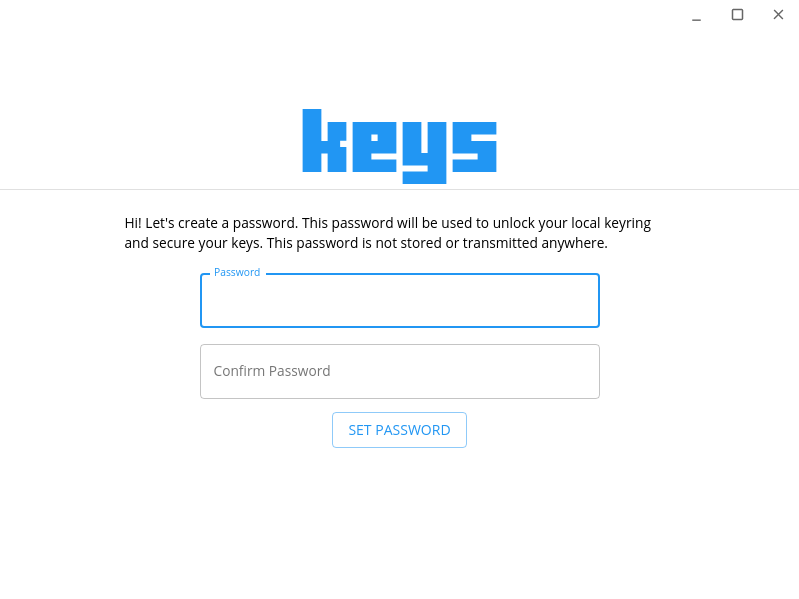 keys
Hi! Let's create a password. This password will be used to unlock your local keyring
and secure your keys. This password is not stored or transmitted anywhere.
Password
Confirm Password
SET PASSWORD